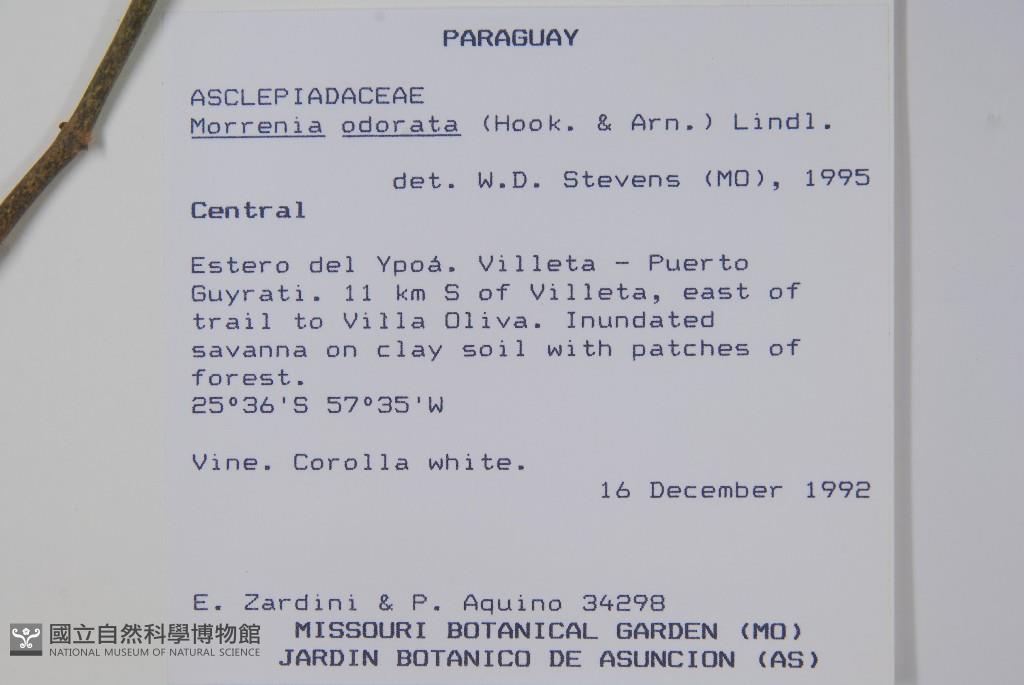 PARAGUAY
ASCLEPIADACEAE
Morrenia odorata (Hook. & Arn.) Lindl.
det. W.D. Stevens (MO), 1995
Central
Estero del Ypoá. Villeta - Puerto
Guyrati. 11 km S of Villeta, east of
trail to Villa Oliva. Inundated
savanna on clay soil with patches of
forest.
25°36'S 57°35'W
Vine. Corolla white.
16 December 1992
E. Zardini & P. Aquino 34298
MISSOURI BOTANICAL GARDEN (MO)
JARDIN BOTANICO DE ASUNCION (AS)
國立自然科學博物館
NATIONAL MUSEUM OF NATURAL SCIENCE